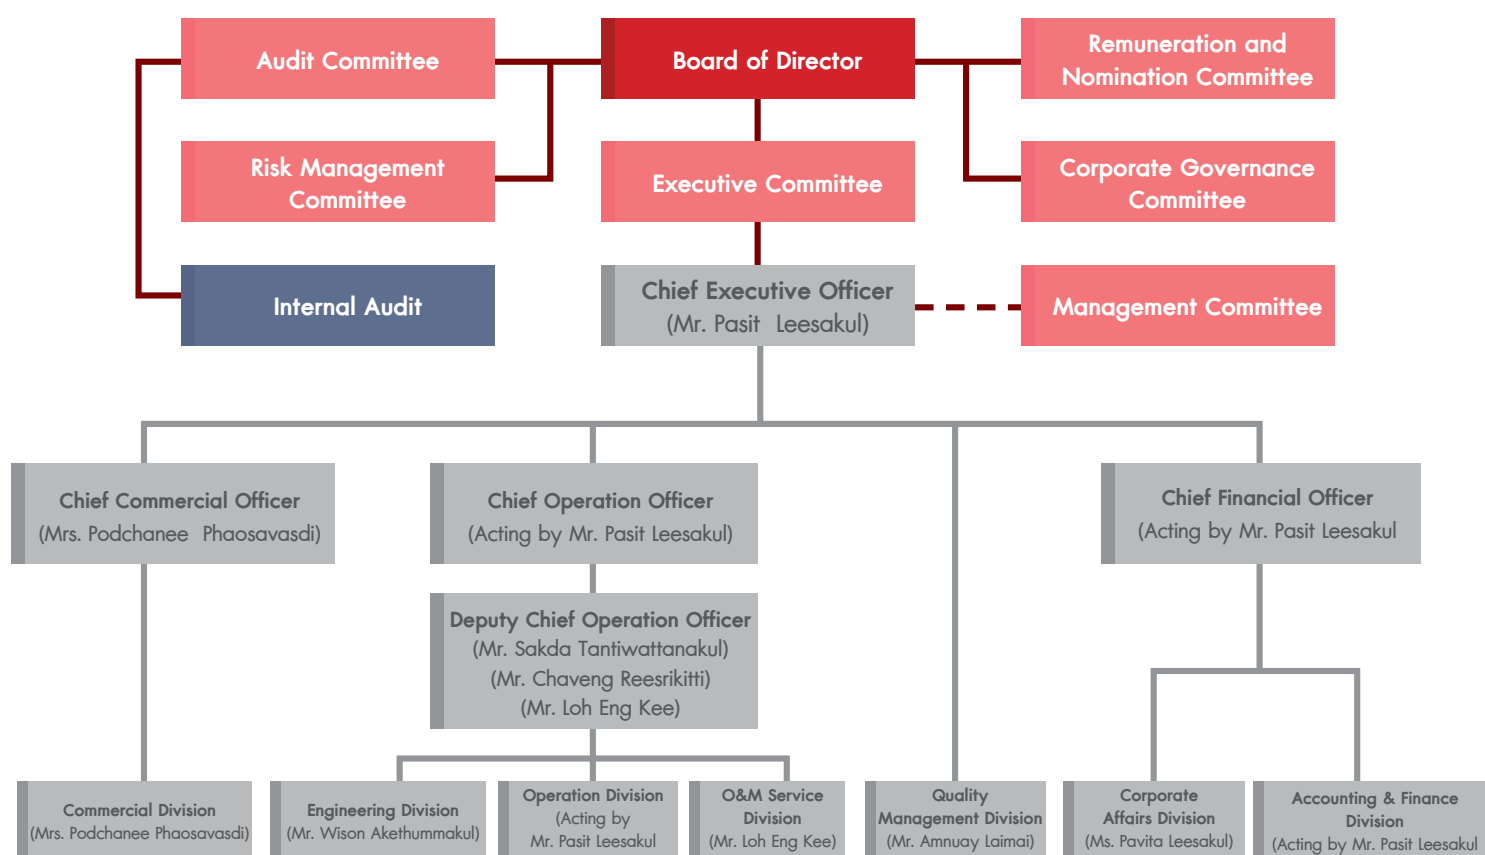 Audit Committee
Board of Director
Remuneration and
Nomination Committee
Risk Management
Committee
Executive Committee
Corporate Governance
Committee
Internal Audit
Chief Executive Officer
(Mr. Pasit Leesakul)
Management Committee
Chief Commercial Officer
(Mrs. Podchanee Phaosavasdi)
Chief Operation Officer
(Acting by Mr. Pasit Leesakul)
Chief Financial Officer
(Acting by Mr. Pasit Leesakul
Deputy Chief Operation Officer
(Mr. Sakda Tantiwattanakul)
(Mr. Chaveng Reesrikitti)
(Mr. Loh Eng Kee)
Commercial Division
(Mrs. Podchanee Phaosavasdi)
Engineering Division
(Mr. Wison Akethummakul)
Operation Division
(Acting by
Mr. Pasit Leesakul
O&M Service
Division
(Mr. Loh Eng Kee)
Quality
Management Division
(Mr. Amnuay Laimai)
Corporate
Affairs Division
(Ms. Pavita Leesakul)
Accounting & Finance
Division
(Acting by Mr. Pasit Leesakul